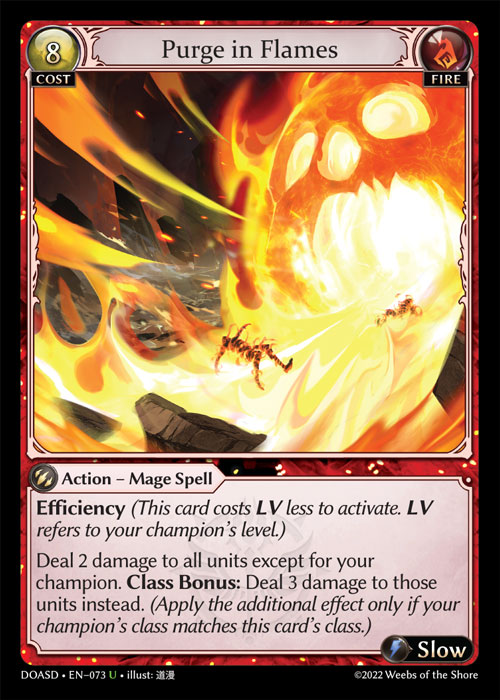 8
Purge in Flames
COST
FIRE
Action – Mage Spell
Efficiency (This card costs LV less to activate. LV
refers to your champion's level.)
Deal 2 damage to all units except for your
champion. Class Bonus: Deal 3 damage to those
units instead. (Apply the additional effect only if your
champion's class matches this card's class.)
Slow
DOASD • EN–073 U • illust: 道漫
©2022 Weebs of the Shore